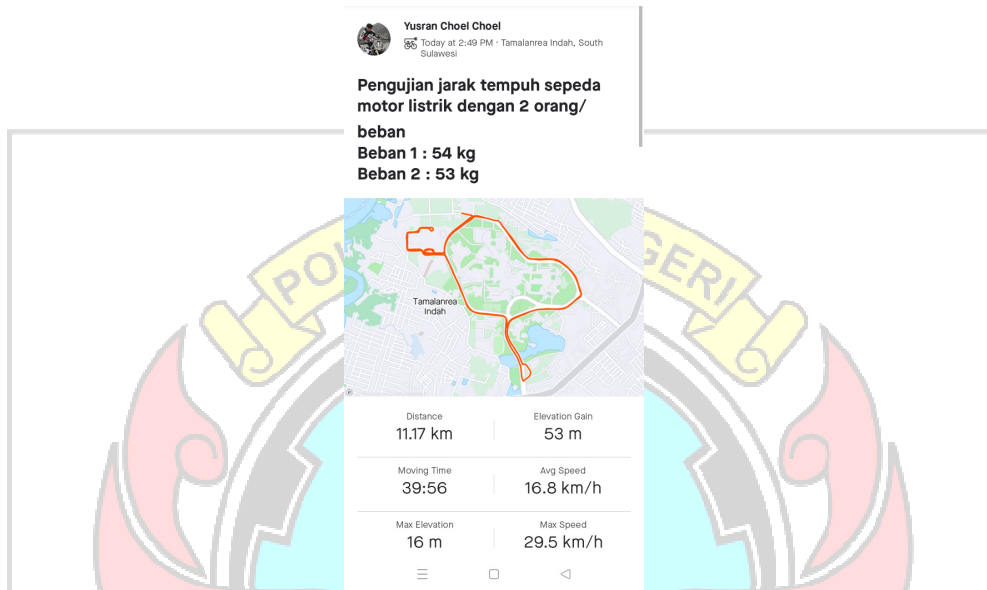 Yusran Choel Choel
Today at 2:49 PM · Tamalanrea Indah, South
Sulawesi
Pengujian jarak tempuh sepeda
motor listrik dengan 2 orang/
beban
Beban 1 : 54 kg
Beban 2 : 53 kg
PO
GERI
Tamalanrea
Indah
Distance
Elevation Gain
11.17 km
53 m
Moving Time
Avg Speed
39:56
16.8 km/h
Max Elevation
Max Speed
16 m
29.5 km/h